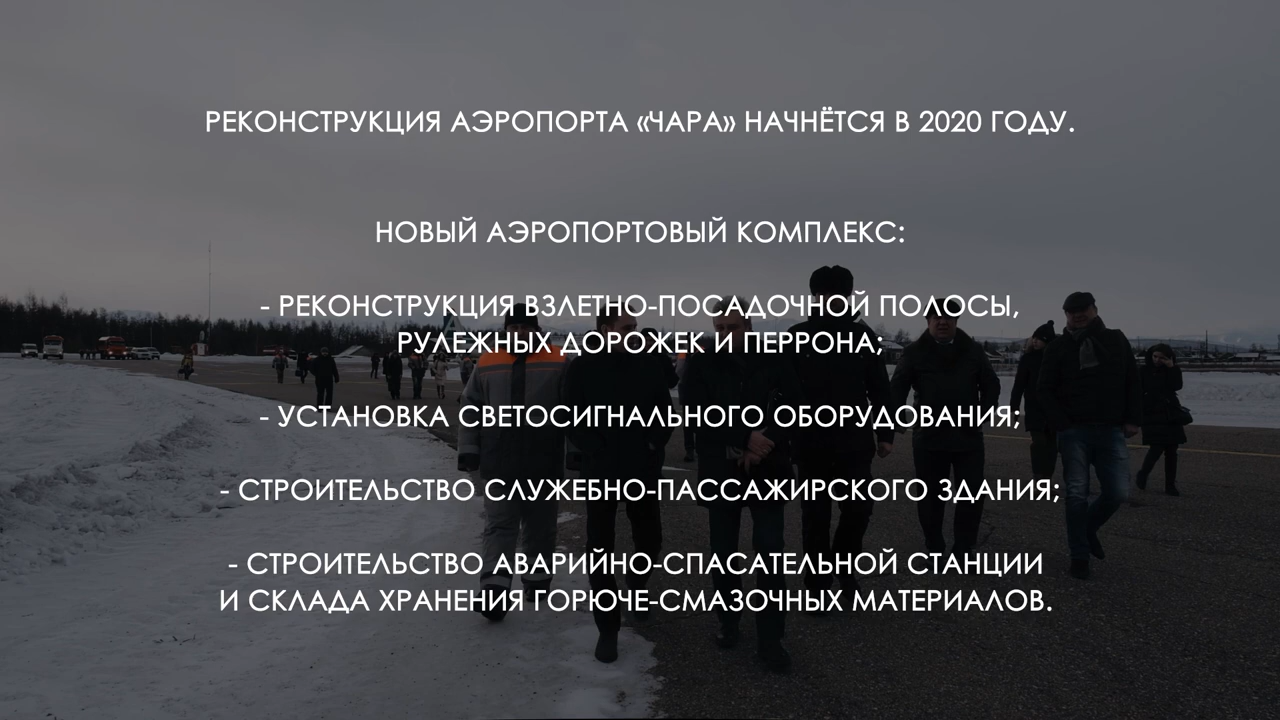 РЕКОНСТРУКЦИЯ АЭРОПОРТА «ЧАРА» НАЧНЁТСЯ В 2020 ГОДУ.
НОВЫЙ АЭРОПОРТОВЫЙ КОМПЛЕКС:
- РЕКОНСТРУКЦИЯ ВЗЛЕТНО-ПОСАДОЧНОЙ ПОЛОСЫ,
РУЛЕЖНЫХ ДОРОЖЕК И ПЕРРОНА;
- УСТАНОВКА СВЕТОСИГНАЛЬНОГО ОБОРУДОВАНИЯ;
- СТРОИТЕЛЬСТВО СЛУЖЕБНО-ПАССАЖИРСКОГО ЗДАНИЯ;
- СТРОИТЕЛЬСТВО АВАРИЙНО-СПАСАТЕЛЬНОЙ СТАНЦИИ
И СКЛАДА ХРАНЕНИЯ ГОРЮЧЕ-СМАЗОЧНЫХ МАТЕРИАЛОВ.